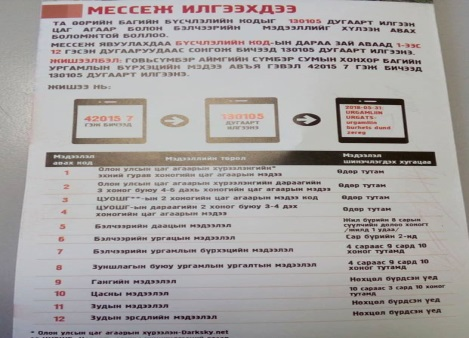 МЕССЕЖ ИЛГЭЭХДЭЭ
ТА ӨӨРИЙН БАГИЙН БҮСЧЛЭЛИЙН КОДЫГ 130105 ДУГААРТ ИЛГЭЭН
ЦАГ АГААР БОЛОН БЭЛЧЭЭРИЙН МЭДЭЭЛЛИЙГ ХҮЛЭЭН АВАХ
БОЛОМЖТОЙ БОЛЛОО.
МЕССЕЖ ЯВУУЛАХДАА БҮСЧЛЭЛИЙН КОД-ЫН ДАРАА ЗАЙ АВААД 1-ЭЭС
12 ГЭСЭН ДУГААРУУДААС СОНГОН БИЧЭЭД 130105 ДУГААРТ ИЛГЭЭНЭ.
ЖИШЭЭЛБЭЛ: ГОВЬСҮМБЭР АЙМГИЙН СҮМБЭР СУМЫН ХОНХОР БАГИЙН
УРГАМЛЫН БҮРХЭЦИЙН МЭДЭЭ АВЪЯ ГЭВЭЛ 42015 7 ГЭЖ БИЧЭЭД
130105 ДУГААРТ ИЛГЭЭНЭ.
ЖИШЭЭ НЬ:
42015 7
ГЭЖ БИЧЭЭД
130105
ДУГААРТ
ИЛГЭЭНЭ
2018-05-21:
URGAMLIIN
URGATS:
urgamliin
burhets dund
zereg
Мэдээлэл авах код
Мэдээллийн төрөл
Мэдээлэл шинэчлэгдэх хугацаа
1 Олон улсын цаг агаарын хүрээлэнгийн* эхний гурав хоногийн цаг агаарын мэдээ Өдөр тутам
2 Олон улсын цаг агаарын хүрээлэнгийн дараагийн 3 хоног буюу 4-6 дахь хоногийн цаг агаарын мэдээ Өдөр тутам
3 ЦУОШГ**-ын 2 хоногийн цаг агаарын мэдээ код Өдөр тутам
4 ЦУОШГ-ын дараагийн 2 хоног буюу 3-4 дэх хоногийн цаг агаарын мэдээ Өдөр тутам
5 Бэлчээрийн даацын мэдээлэл Жил бүрийн 8 сарын сүүлчийн долоо хоногт /жилд 1 удаа/
6 Бэлчээрийн ургацын мэдээлэл Сар бүрийн 2-нд
7 Бэлчээрийн ургамлын бүрхэцийн мэдээлэл 4 сараас 9 сард 10 хоног тутамд
8 Зуншлагын буюу ургамлын ургалтын мэдээлэл 4 сараас 9 сард 10 хоног тутамд
9 Гангийн мэдээлэл Нөхцөл бүрдсэн үед
10 Цасны мэдээлэл 10 сараас 3 сард 10 хоног тутамд
11 Зудын мэдээлэл Нөхцөл бүрдсэн үед
12 Зудын эрсдлийн мэдээлэл Нөхцөл бүрдсэн үед
* Олон улсын цаг агаарын хүрээлэн-Darksky.net